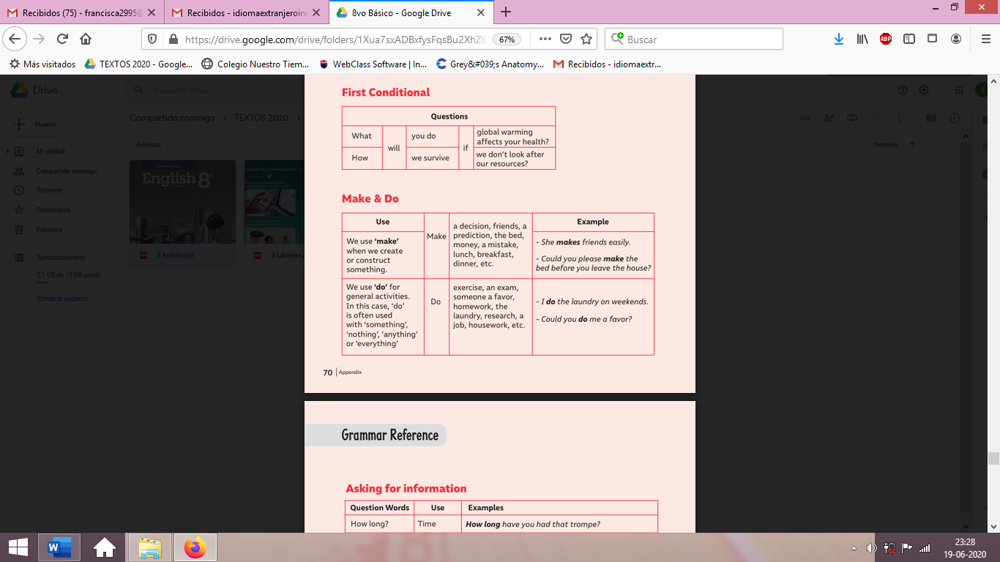 Recibidos (75) - francisca2995@
Recibidos - idiomaextranjeroing
8vo Básico - Google Drive
https://drive.google.com/drive/folders/1Xua7sxADBxfysFqsBu2XhZ6
67%
Buscar
Más visitados
TEXTOS 2020 - Google...
Colegio Nuestro Tiem...
WebClass Software | In...
Grey&#039;s Anatomy...
Recibidos - idiomaextr...
ABP
Drive
Buscar en Drive
Nuevo
Compartido conmigo
TEXTOS 2020
Mi unidad
Compartido conmigo
Reciente
Destacados
Papelera
Almacenamiento
2,1 GB de 15 GB usado
Comprar espacio
Archivos
Nombre
English 8°
8 Activity.pdf
8 Láminas.p
First Conditional
Questions
What
How
will
you do
we survive
if
global warming
affects your health?
we don't look after
our resources?
Make & Do
Use
We use 'make'
when we create
or construct
something.
Make
a decision, friends, a
prediction, the bed,
money, a mistake,
lunch, breakfast,
dinner, etc.
Example
- She makes friends easily.
- Could you please make the
bed before you leave the house?
We use 'do' for
general activities.
In this case, 'do'
is often used
with 'something',
'nothing', 'anything'
or 'everything'
Do
exercise, an exam,
someone a favor,
homework, the
laundry, research, a
job, housework, etc.
- I do the laundry on weekends.
- Could you do me a favor?
70 | Appendix
Grammar Reference
Asking for information
Question Words
Use
Examples
How long?
Time
How long have you had that trompe?
23:28
19-06-2020